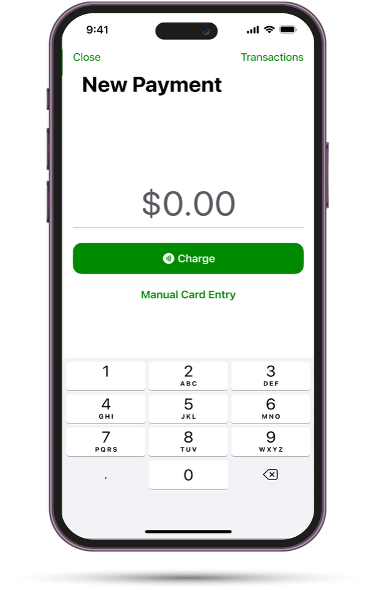 9:41
Close Transactions
New Payment
$0.00
Charge
Manual Card Entry
1 2 3
ABC DEF
4 5 6
GHI JKL MNO
7 8 9
PQRS TUV WXYZ
. 0